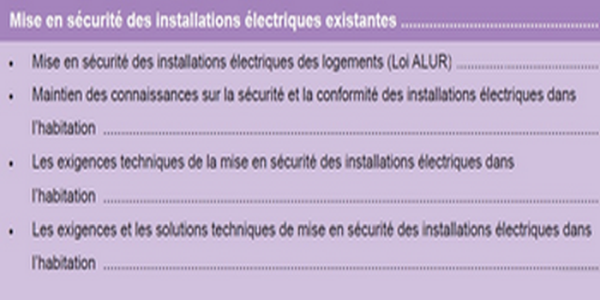 Mise en sécurité des installations électriques existantes ........................................
• Mise en sécurité des installations électriques des logements (Loi ALUR) ............................
• Maintien des connaissances sur la sécurité et la conformité des installations électriques dans
l'habitation ....................................................................................................
• Les exigences techniques de la mise en sécurité des installations électriques dans
l'habitation ....................................................................................................
• Les exigences et les solutions techniques de mise en sécurité des installations électriques dans
l'habitation ....................................................................................................